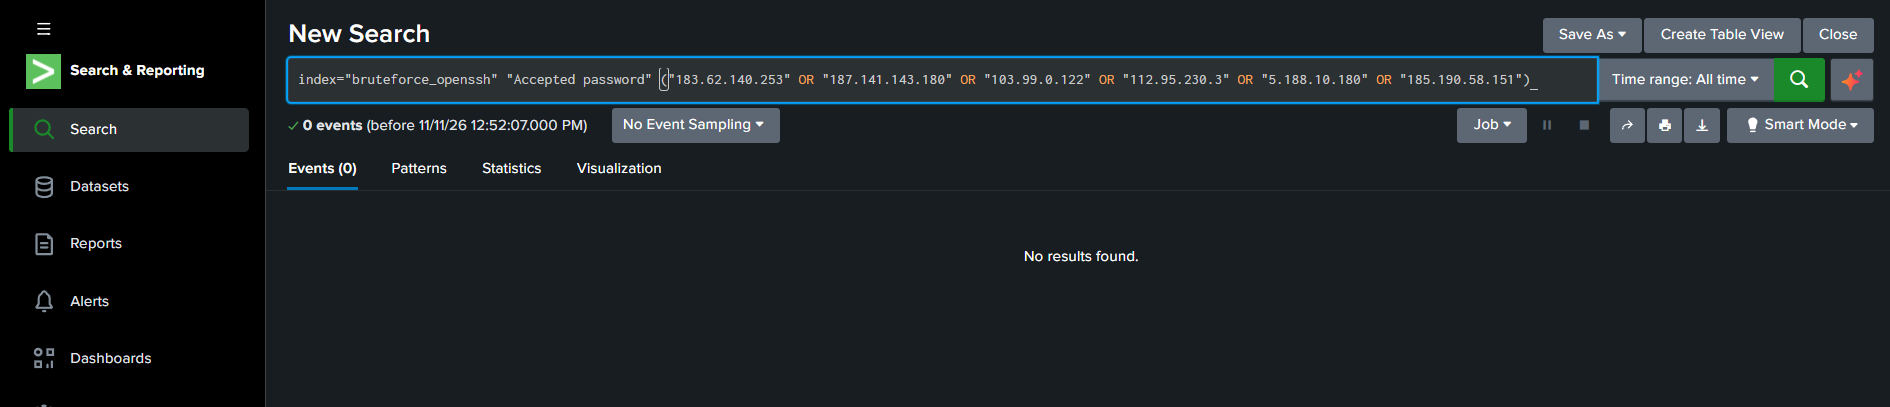 New Search
Save As Create Table View Close
Search & Reporting
index="bruteforce_openssh" "Accepted password" ("183.62.140.253" OR "187.141.143.180" OR "103.99.0.122" OR "112.95.230.3" OR "5.188.10.180" OR "185.190.58.151")_
Time range: All time
0 events (before 11/11/26 12:52:07.000 PM)
No Event Sampling
Job
Smart Mode
Search
Events (0) Patterns Statistics Visualization
Datasets
Reports
No results found.
Alerts
Dashboards